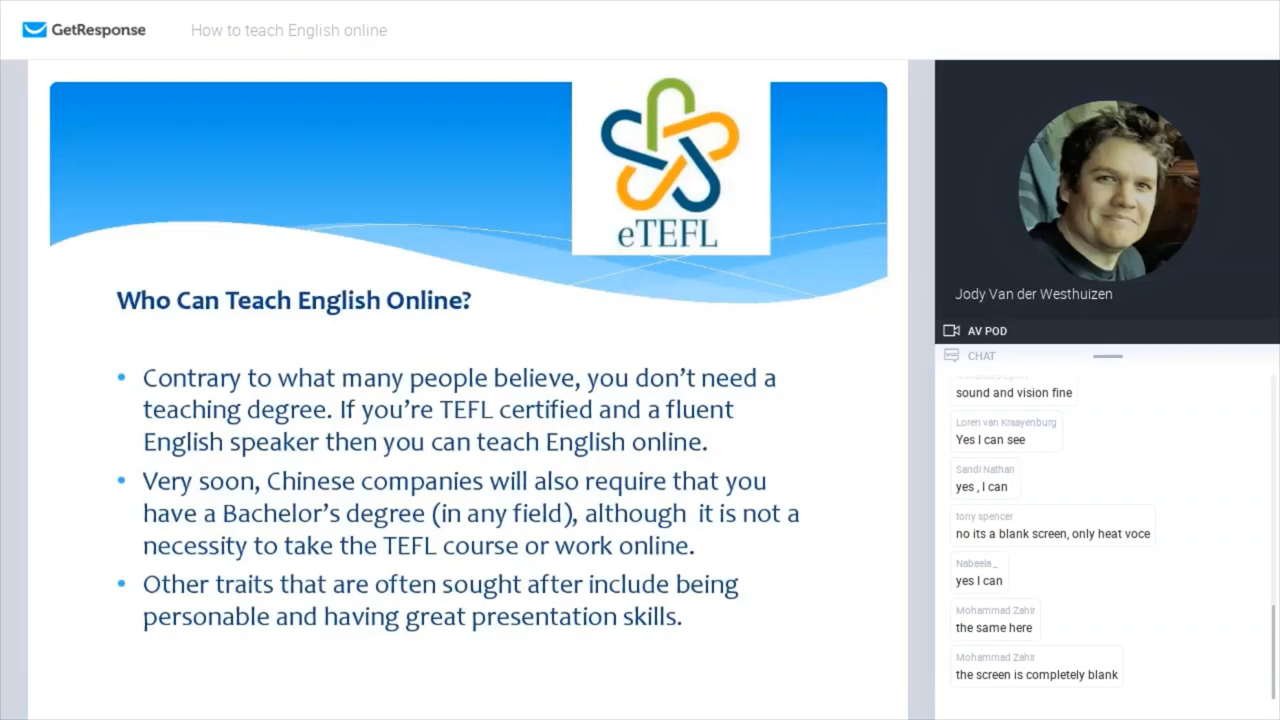 GetResponse
How to teach English online
eTEFL
Who Can Teach English Online?
• Contrary to what many people believe, you don't need a
teaching degree. If you're TEFL certified and a fluent
English speaker then you can teach English online.
• Very soon, Chinese companies will also require that you
have a Bachelor's degree (in any field), although it is not a
necessity to take the TEFL course or work online.
• Other traits that are often sought after include being
personable and having great presentation skills.
Jody Van der Westhuizen
AV POD
CHAT
sound and vision fine
Loren van Kraayenburg
Yes I can see
Sandi Nathan
yes , I can
tony spencer
no its a blank screen, only heat voce
Nabeela _
yes I can
Mohammad Zahir
the same here
Mohammad Zahir
the screen is completely blank